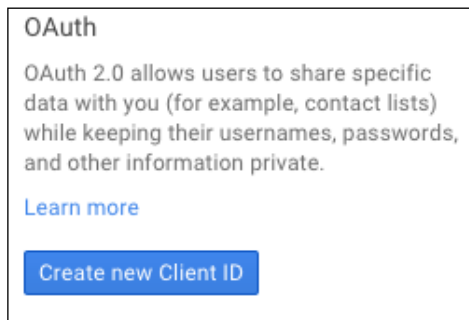 OAuth
OAuth 2.0 allows users to share specific
data with you (for example, contact lists)
while keeping their usernames, passwords,
and other information private.
Learn more
Create new Client ID